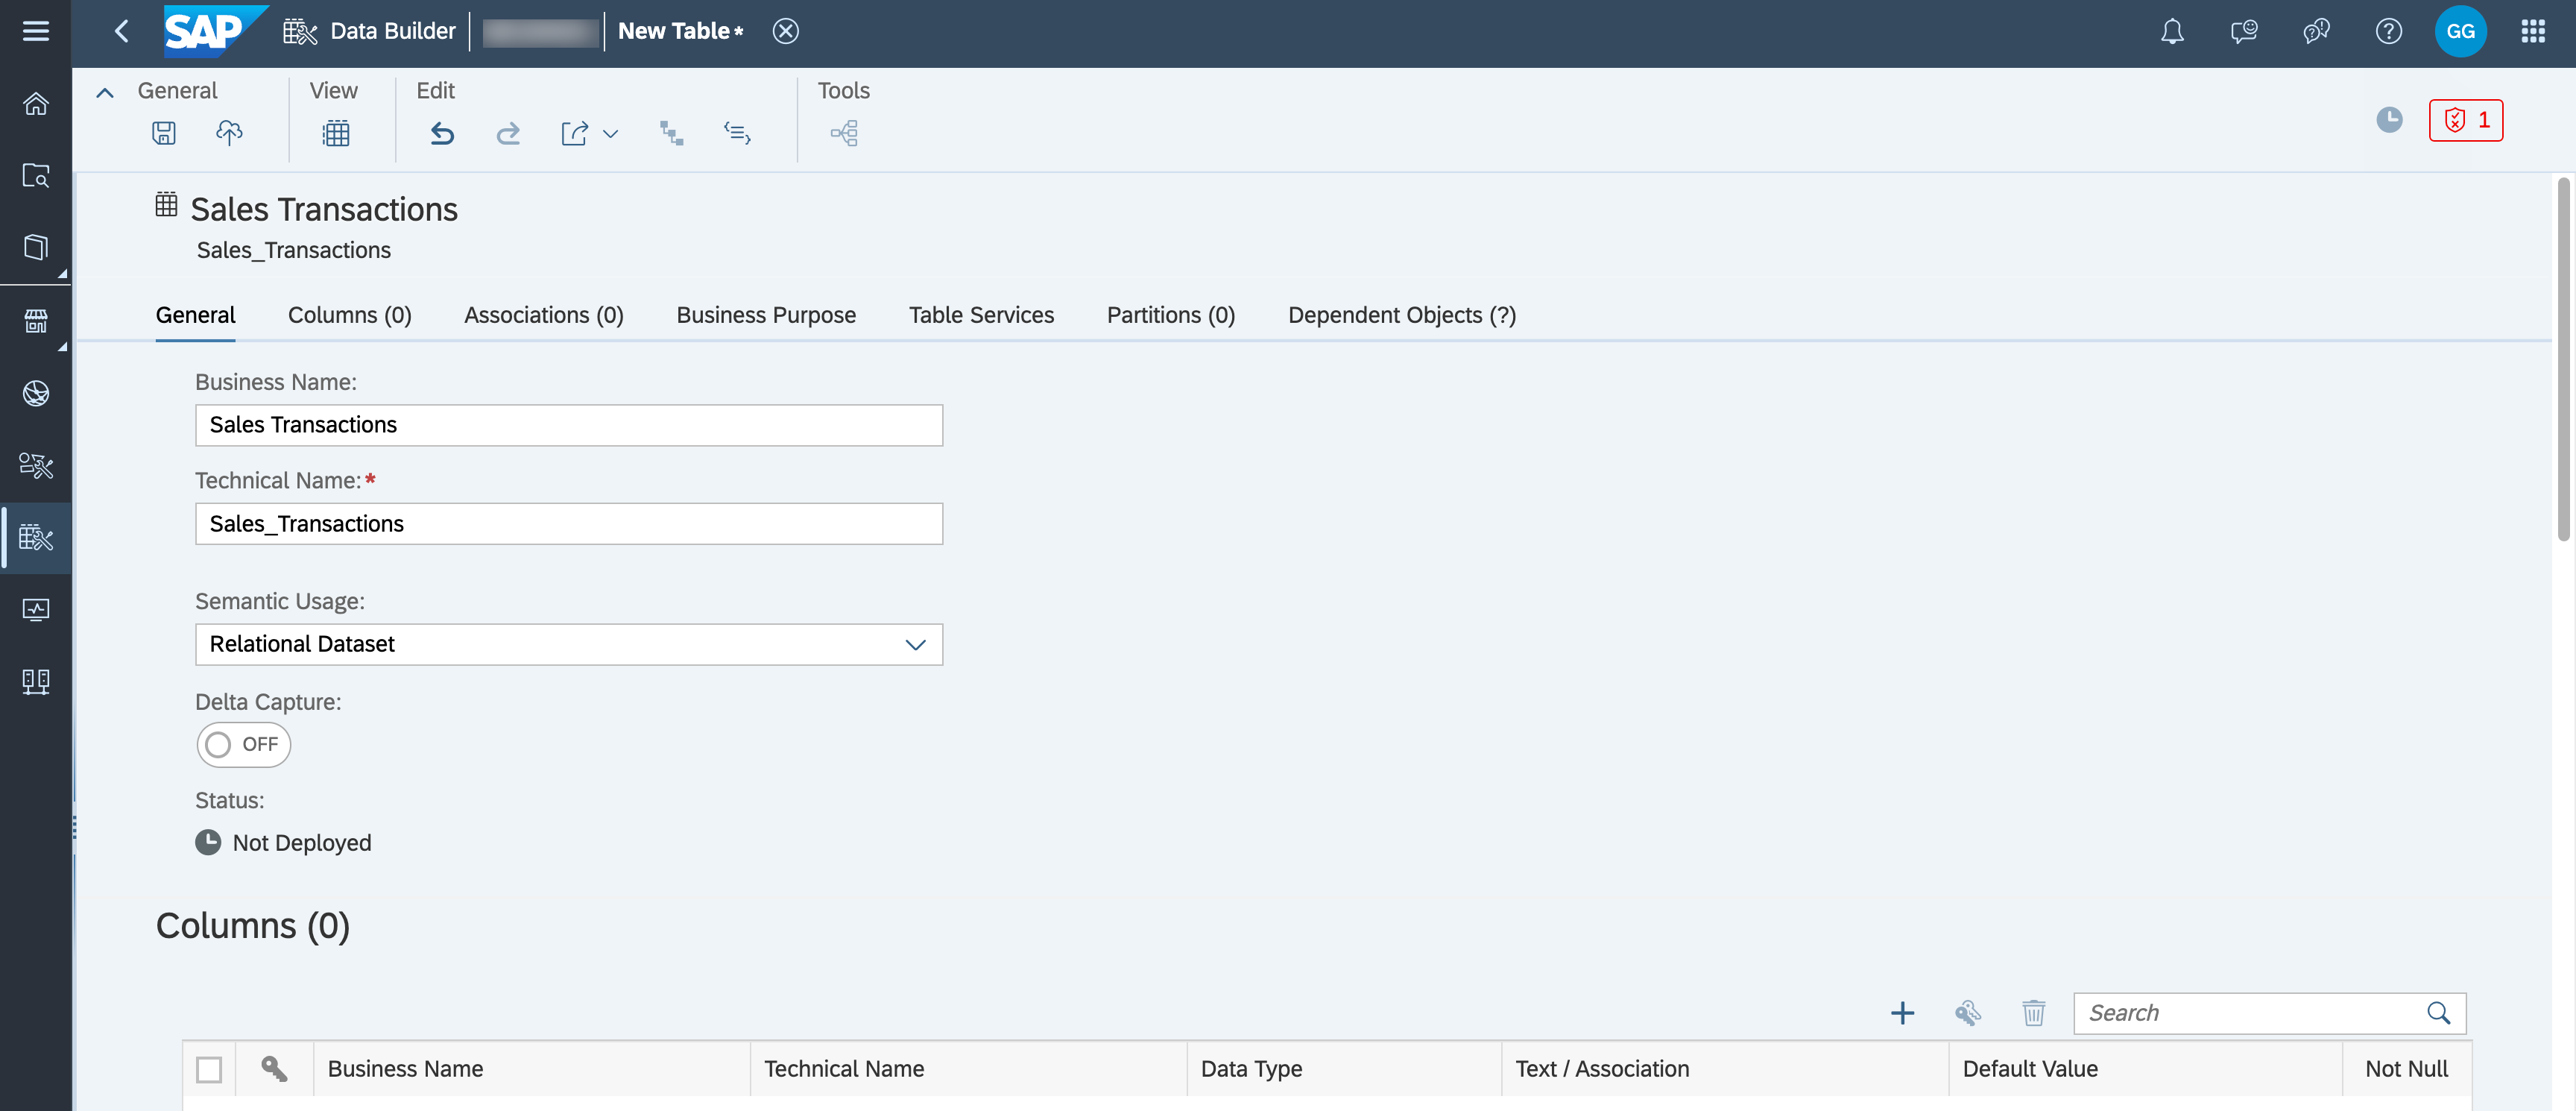 SAP Data Builder New Table* GG
General View Edit Tools
1
Sales Transactions
Sales_Transactions
General Columns (0) Associations (0) Business Purpose Table Services Partitions (0) Dependent Objects (?)
Business Name:
Sales Transactions
Technical Name:*
Sales_Transactions
Semantic Usage:
Relational Dataset
Delta Capture:
OFF
Status:
Not Deployed
Columns (0)
Search
Business Name Technical Name Data Type Text / Association Default Value Not Null